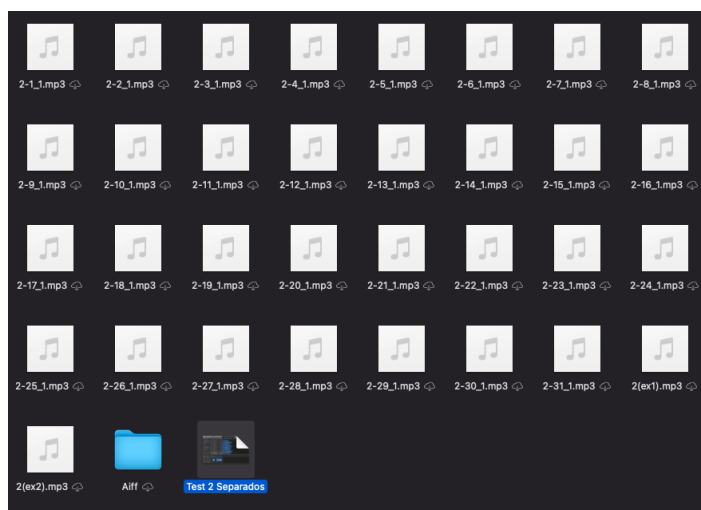 2-1_1.mp3 2-2_1.mp3 2-3_1.mp3 2-4_1.mp3 2-5_1.mp3 2-6_1.mp3 2-7_1.mp3 2-8_1.mp3
2-9_1.mp3 2-10_1.mp3 2-11_1.mp3 2-12_1.mp3 2-13_1.mp3 2-14_1.mp3 2-15_1.mp3 2-16_1.mp3
2-17_1.mp3 2-18_1.mp3 2-19_1.mp3 2-20_1.mp3 2-21_1.mp3 2-22_1.mp3 2-23_1.mp3 2-24_1.mp3
2-25_1.mp3 2-26_1.mp3 2-27_1.mp3 2-28_1.mp3 2-29_1.mp3 2-30_1.mp3 2-31_1.mp3 2(ex1).mp3
2(ex2).mp3 Aiff Test 2 Separados